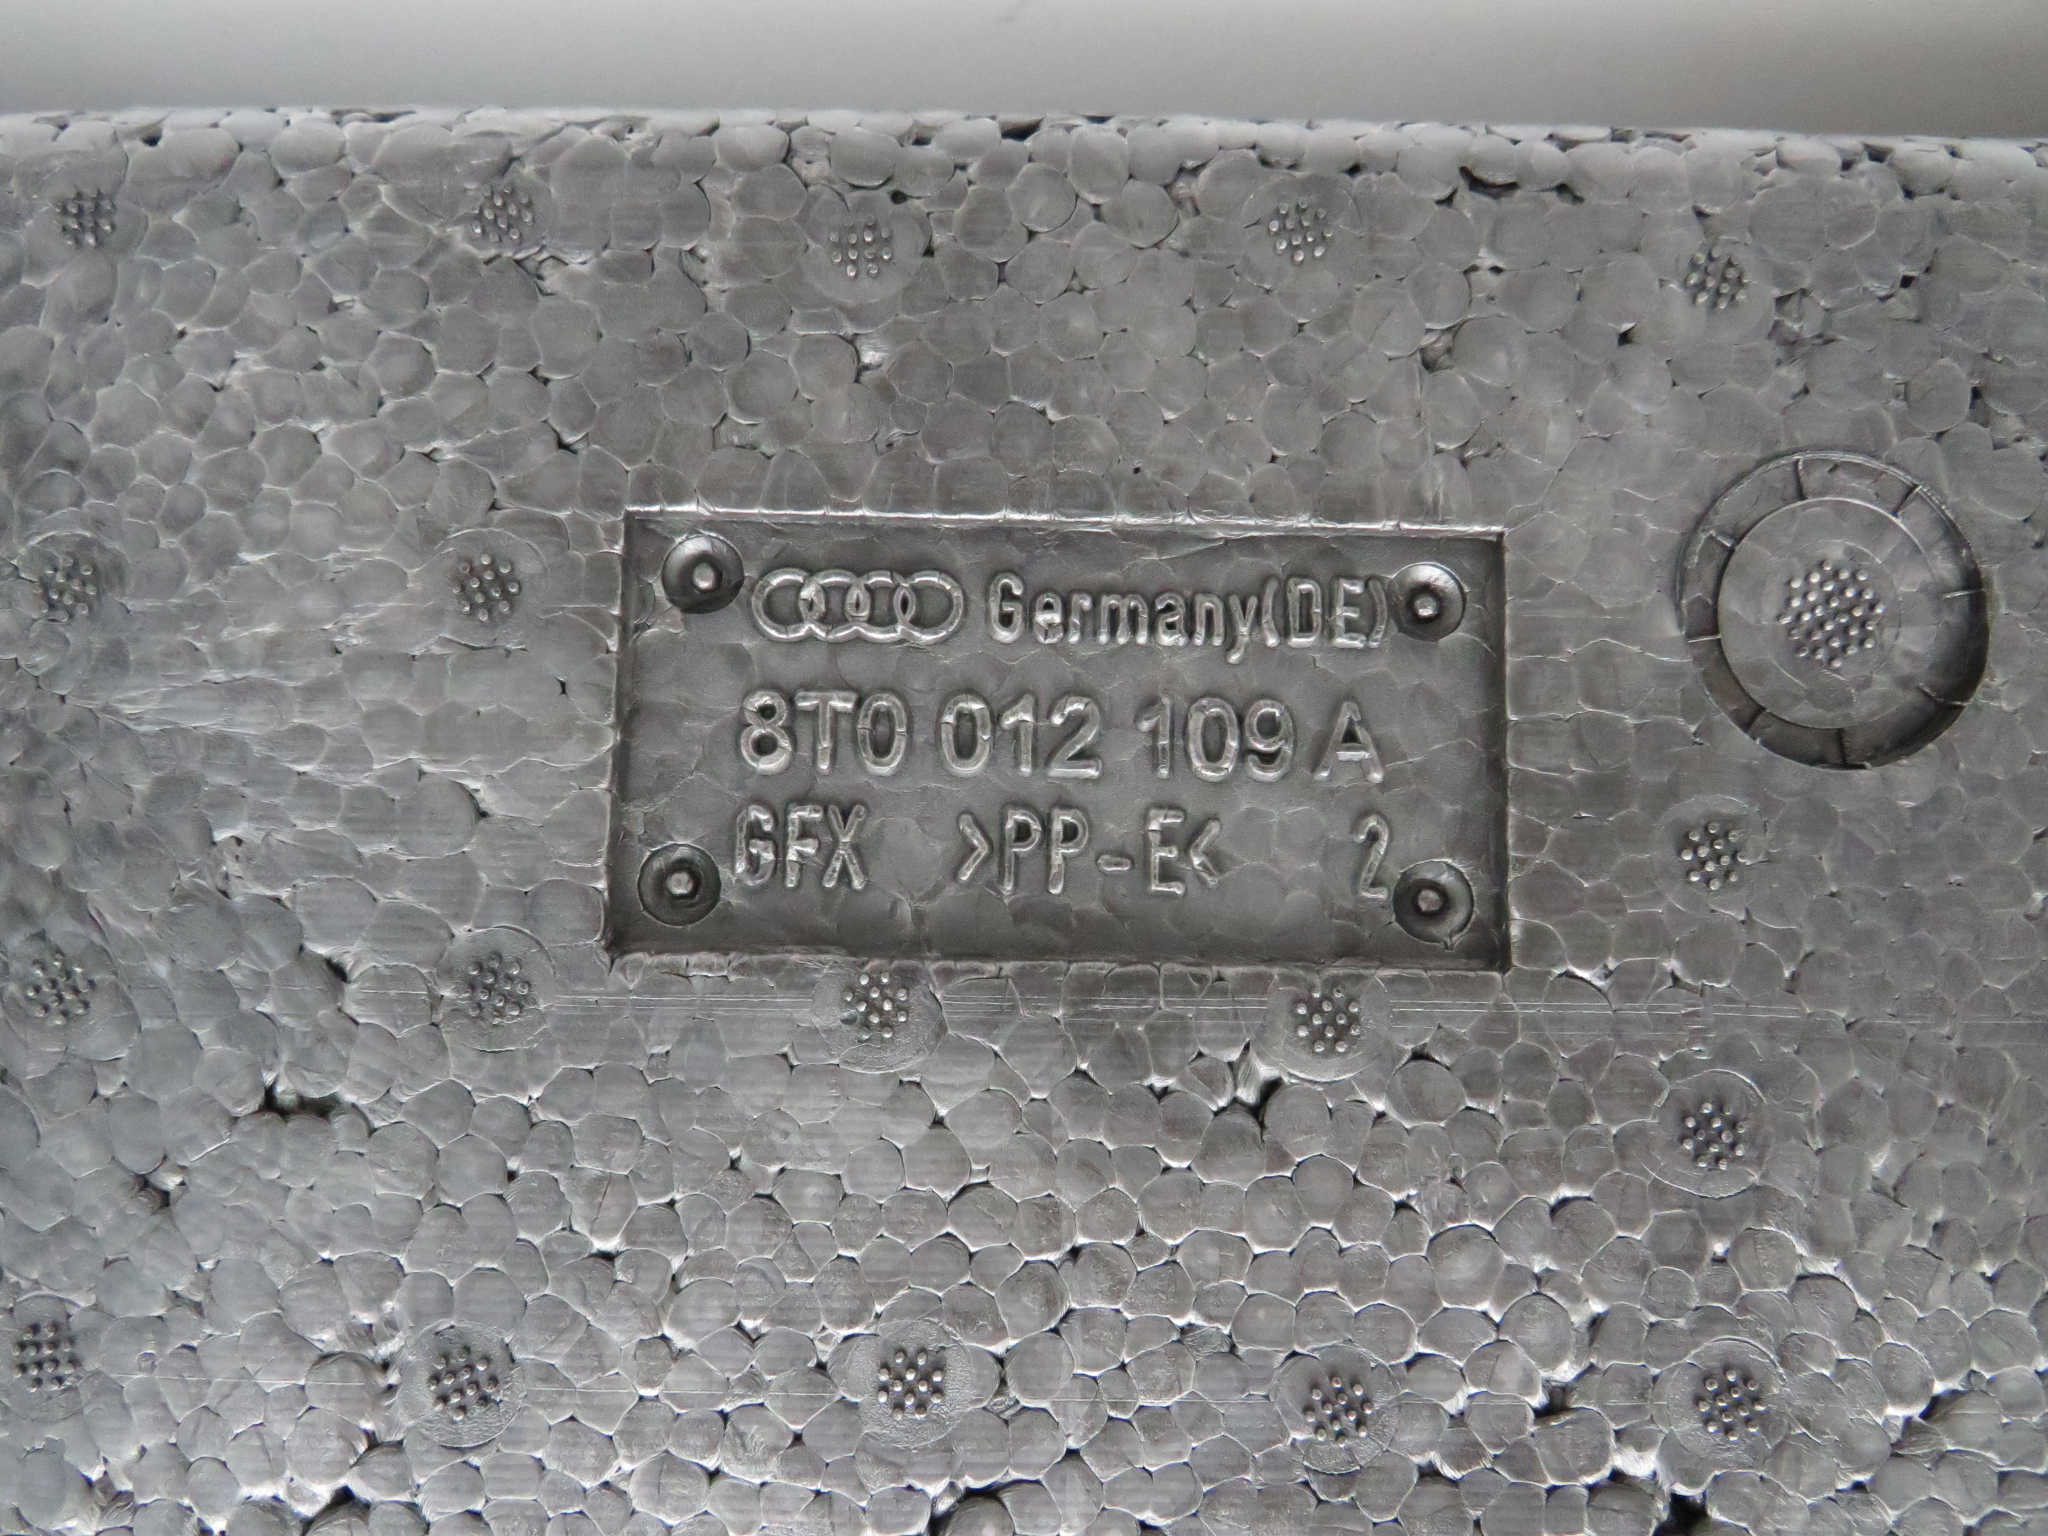 Germany(DE)
8T0 012 109 A
GFX >PP-E< 2